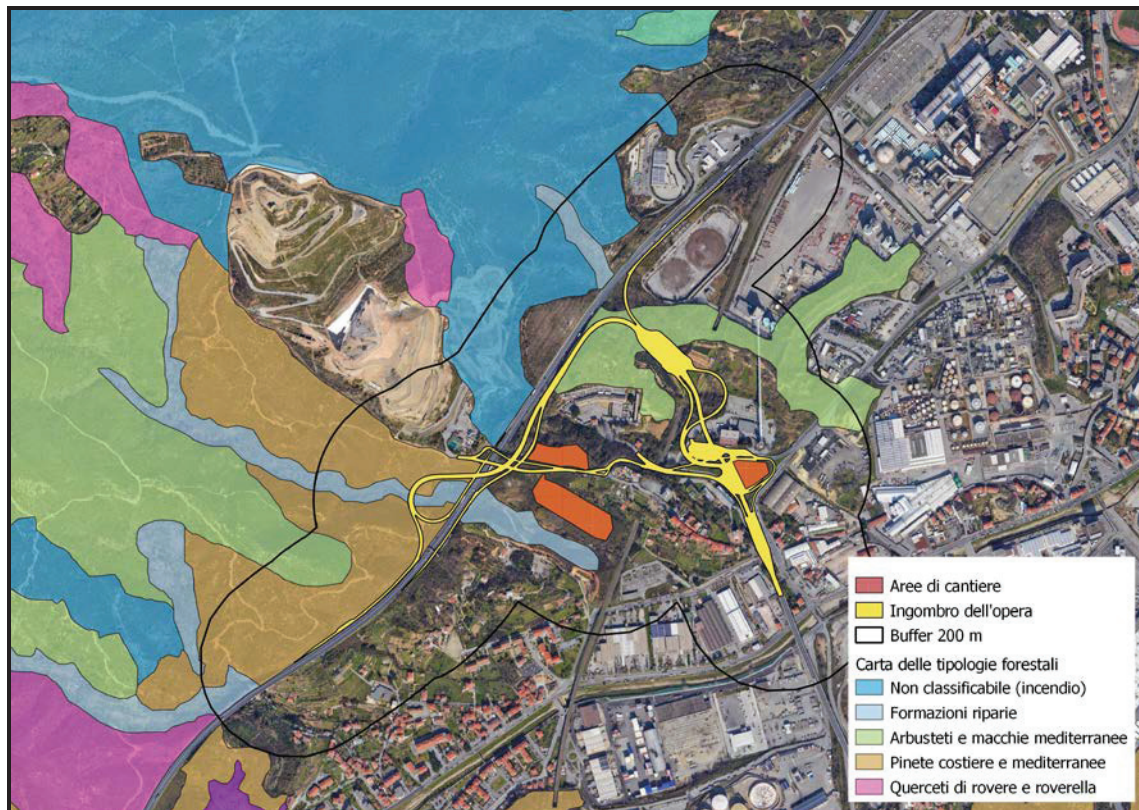 Aree di cantiere
Ingombro dell'opera
Buffer 200 m
Carta delle tipologie forestali
Non classificabile (incendio)
Formazioni riparie
Arbusteti e macchie mediterranee
Pinete costiere e mediterranee
Querceti di rovere e roverella